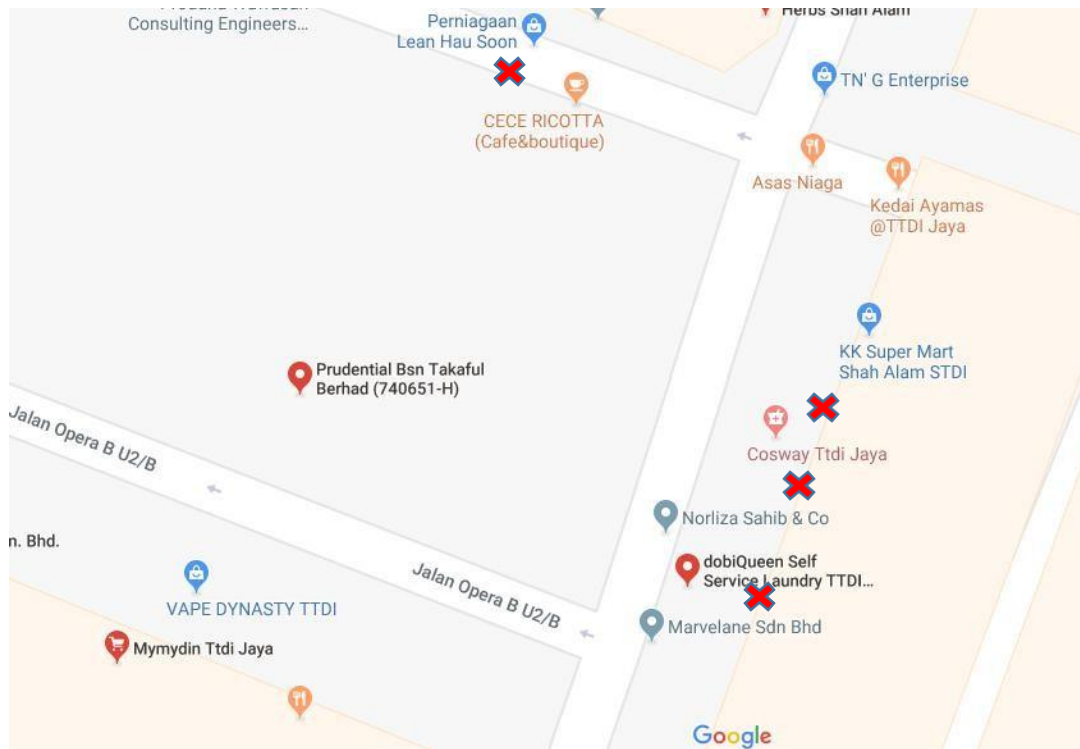 Consulting Engineers...
Perniagaan
Lean Hau Soon
Herbs Shah Alam
TN' G Enterprise
CECE RICOTTA
(Cafe&boutique)
Asas Niaga
Kedai Ayamas
@TTDI Jaya
KK Super Mart
Shah Alam STDI
Prudential Bsn Takaful
Berhad (740651-H)
Jalan Opera B U2/B
Cosway Ttdi Jaya
Norliza Sahib & Co
n. Bhd.
dobiQueen Self
Service Laundry TTDI...
Jalan Opera B U2/B
VAPE DYNASTY TTDI
Marvelane Sdn Bhd
Mymydin Ttdi Jaya
Google